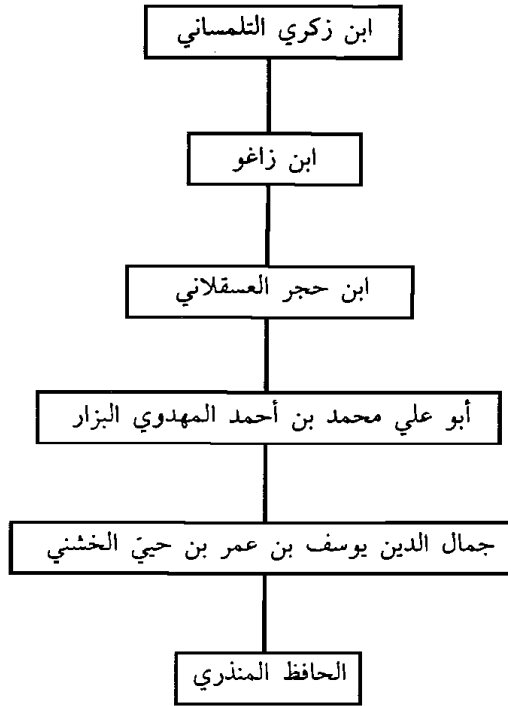 ابن زكري التلمساني
ابن زاغو
ابن حجر العسقلاني
أبو علي محمد بن أحمد المهدوي البزار
جمال الدين يوسف بن عمر بن حييّ الخشني
الحافظ المنذري